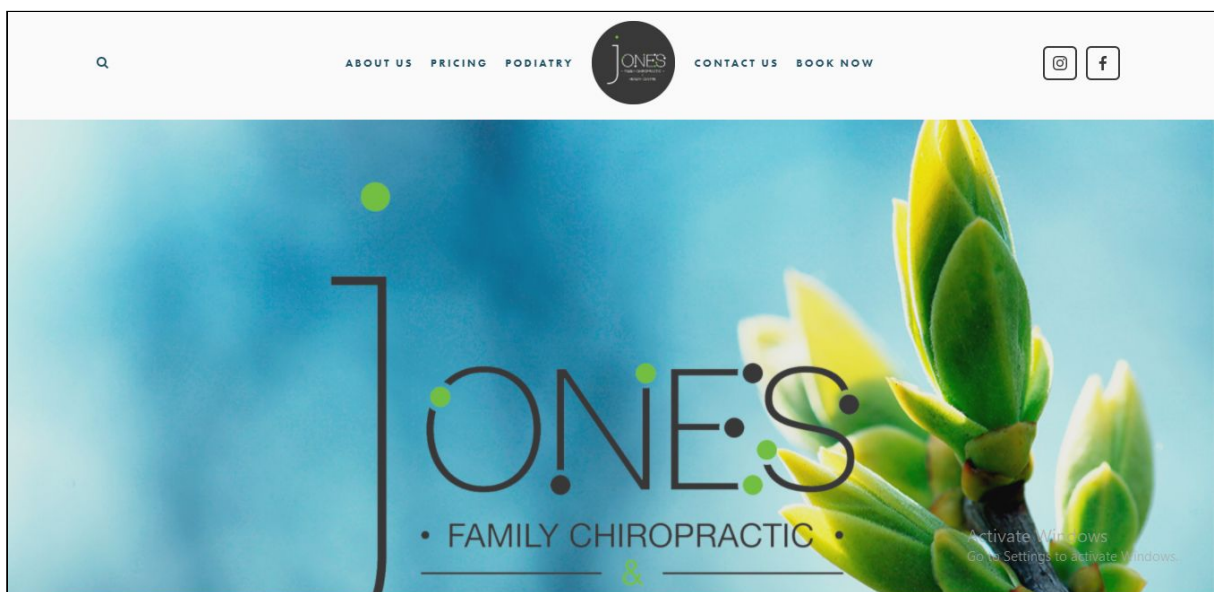 ABOUT US PRICING PODIATRY JONES CONTACT US BOOK NOW
JONES
• FAMILY CHIROPRACTIC •
&
Activate Windows
Go to Settings to activate Windows.